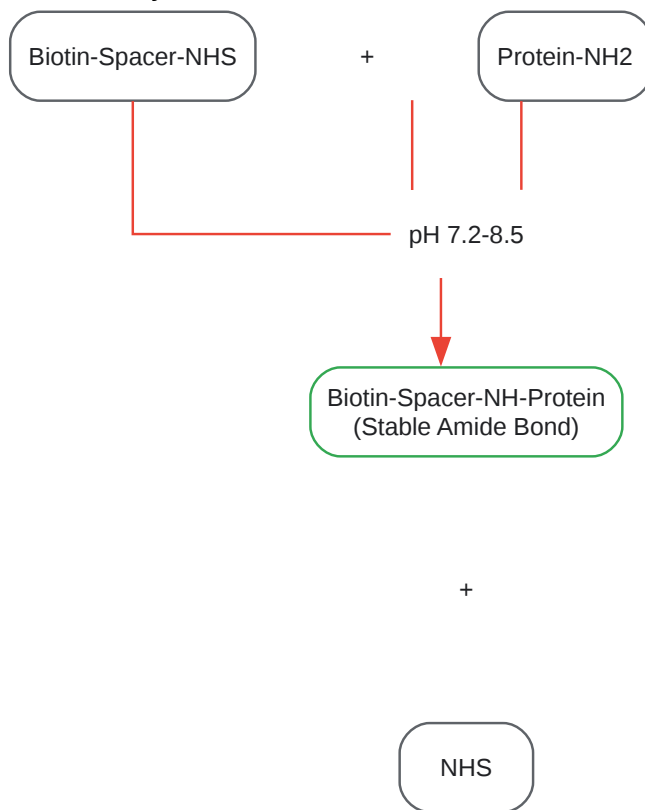 Biotin-Spacer-NHS
+
Protein-NH2
pH 7.2-8.5
Biotin-Spacer-NH-Protein
(Stable Amide Bond)
+
NHS